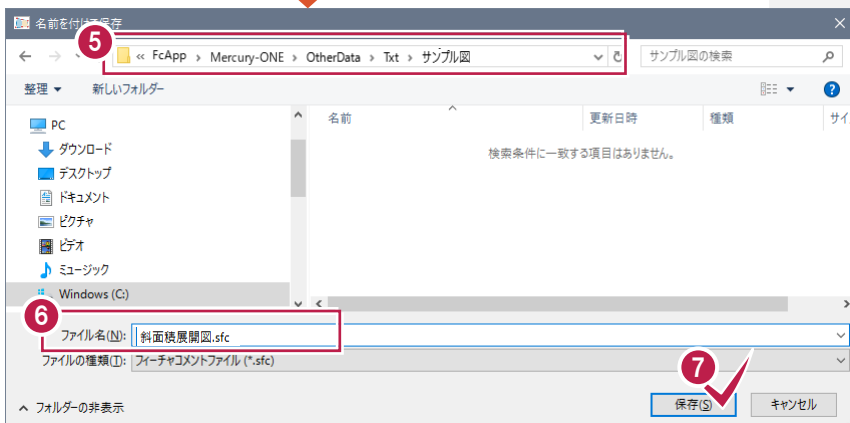 名前を付けて保存
5
« FcApp › Mercury-ONE › OtherData › Txt › サンプル図
サンプル図の検索
整理 新しいフォルダー
?
名前 更新日時 種類 サイ
検索条件に一致する項目はありません。
PC
ダウンロード
デスクトップ
ドキュメント
ピクチャ
ビデオ
ミュージック
Windows (C:)
6
ファイル名(N): 斜面積展開図.sfc
ファイルの種類(T): フィーチャコメントファイル (*.sfc)
7
フォルダーの非表示
保存(S) キャンセル